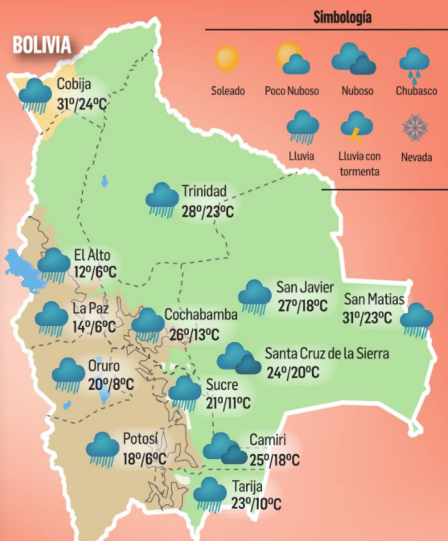 Simbología
BOLIVIA
Soleado
Poco Nuboso
Nuboso
Chubasco
Lluvia
Lluvia con
tormenta
Nevada
Cobija
31º/24ºC
Trinidad
28º/23ºC
El Alto
12º/6ºC
San Javier
27º/18ºC
San Matias
31º/23ºC
La Paz
14º/6ºC
Cochabamba
26º/13ºC
Santa Cruz de la Sierra
24º/20ºC
Oruro
20º/8ºC
Sucre
21º/11ºC
Potosí
18º/6ºC
Camiri
25º/18ºC
Tarija
23º/10ºC